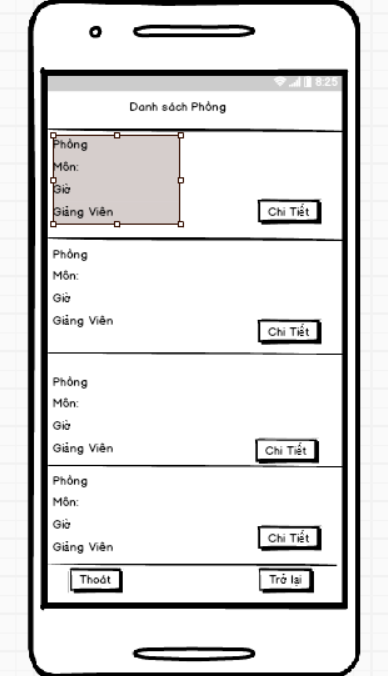 8:25
Danh sách Phòng
Phòng
Môn:
Giờ
Giảng Viên
Chi Tiết
Phòng
Môn:
Giờ
Giảng Viên
Chi Tiết
Phòng
Môn:
Giờ
Giảng Viên
Chi Tiết
Phòng
Môn:
Giờ
Giảng Viên
Chi Tiết
Thoát
Trở lại